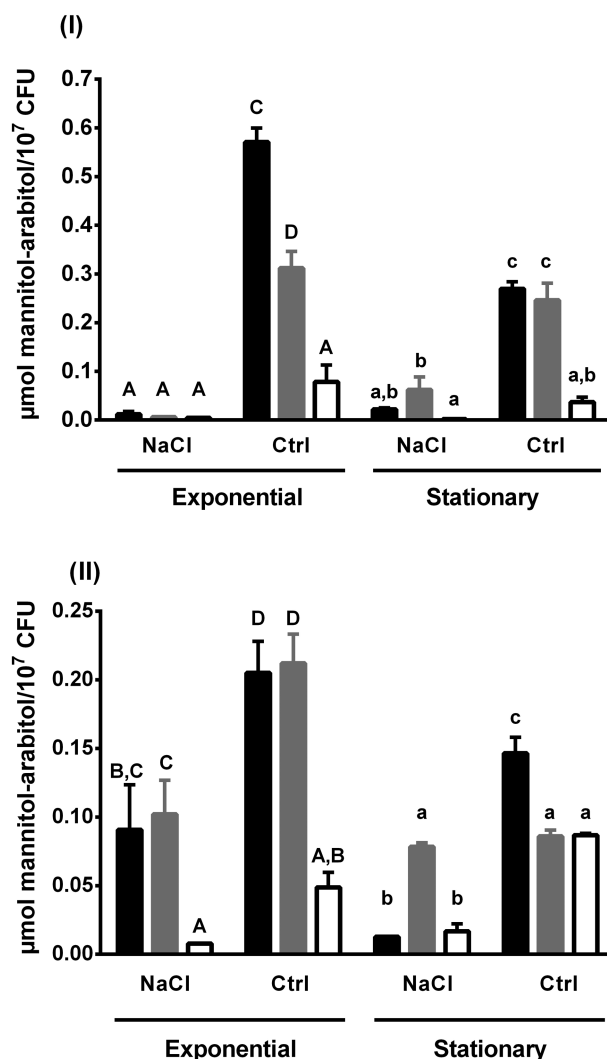 (I)
µmol mannitol-arabitol/10⁷ CFU
0.7
0.6
0.5
0.4
0.3
0.2
0.1
0.0
A A A
C
D
A
a,b
b
a
c c
a,b
NaCl Ctrl NaCl Ctrl
Exponential Stationary
(II)
µmol mannitol-arabitol/10⁷ CFU
0.25
0.20
0.15
0.10
0.05
0.00
B,C
C
A
D D
A,B
b
a
b
c
a a
NaCl Ctrl NaCl Ctrl
Exponential Stationary